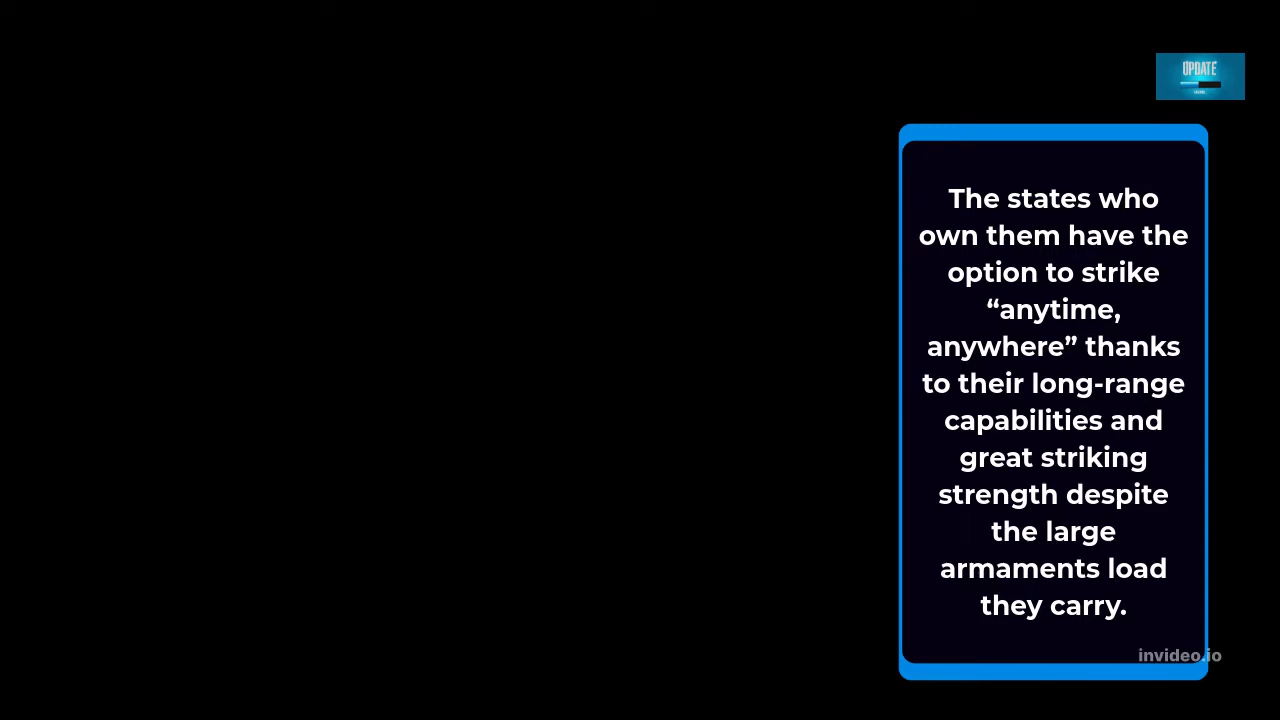 UPDATE
The states who
own them have the
option to strike
“anytime,
anywhere” thanks
to their long-range
capabilities and
great striking
strength despite
the large
armaments load
they carry.
invideo.io